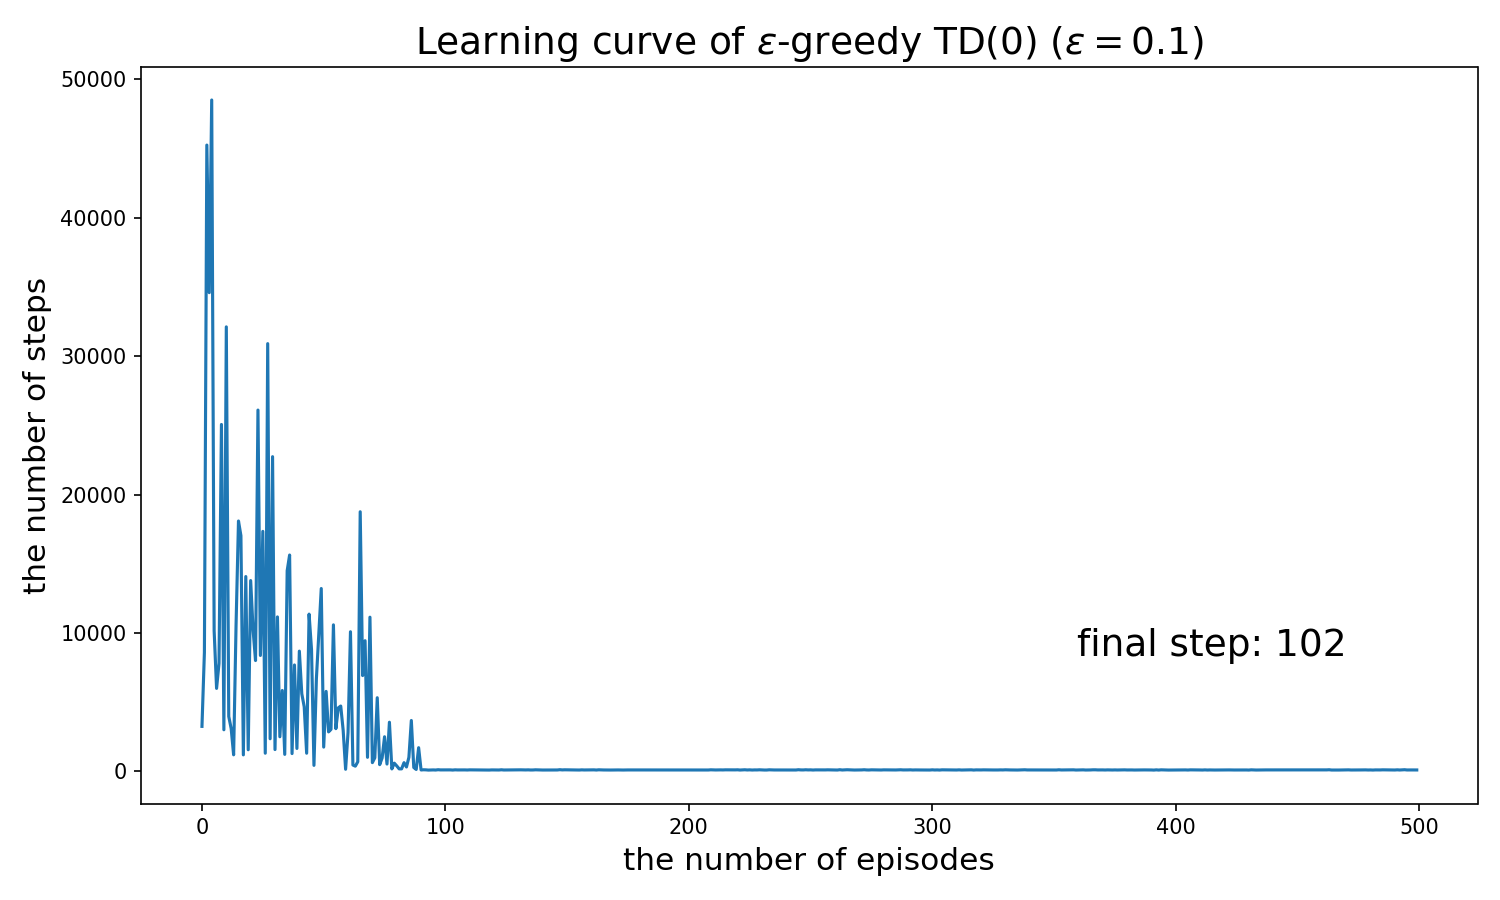 Learning curve of ε-greedy TD(0) (ε = 0.1)
50000
40000
30000
20000
10000
0
the number of steps
final step: 102
0 100 200 300 400 500
the number of episodes